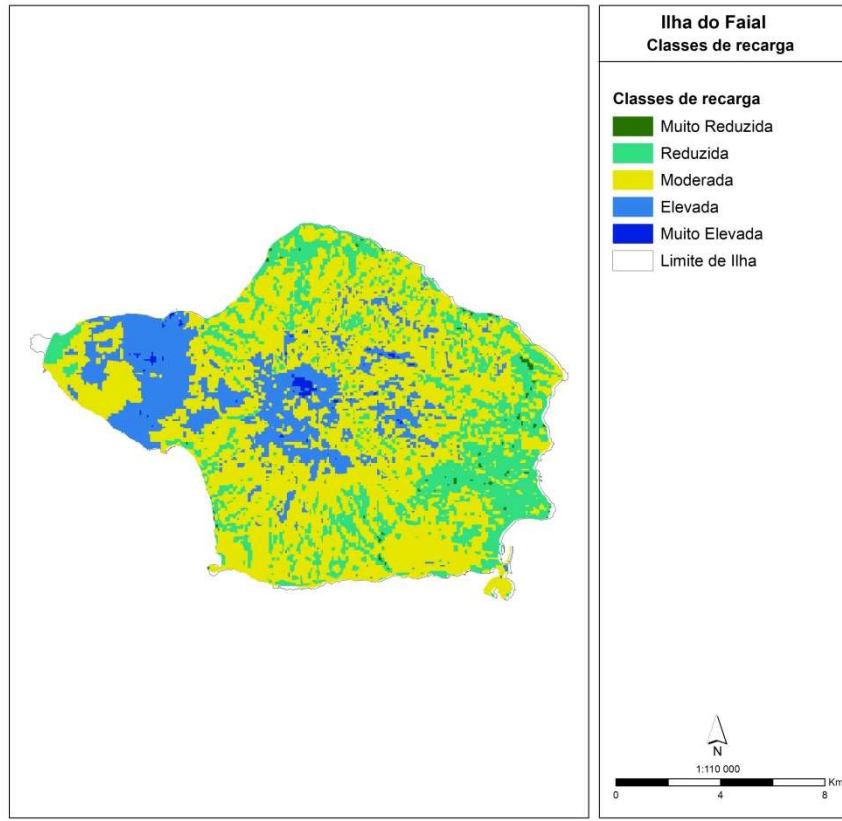 Ilha do Faial
Classes de recarga
Classes de recarga
Muito Reduzida
Reduzida
Moderada
Elevada
Muito Elevada
Limite de Ilha
N
1:110 000
Km
0 4 8